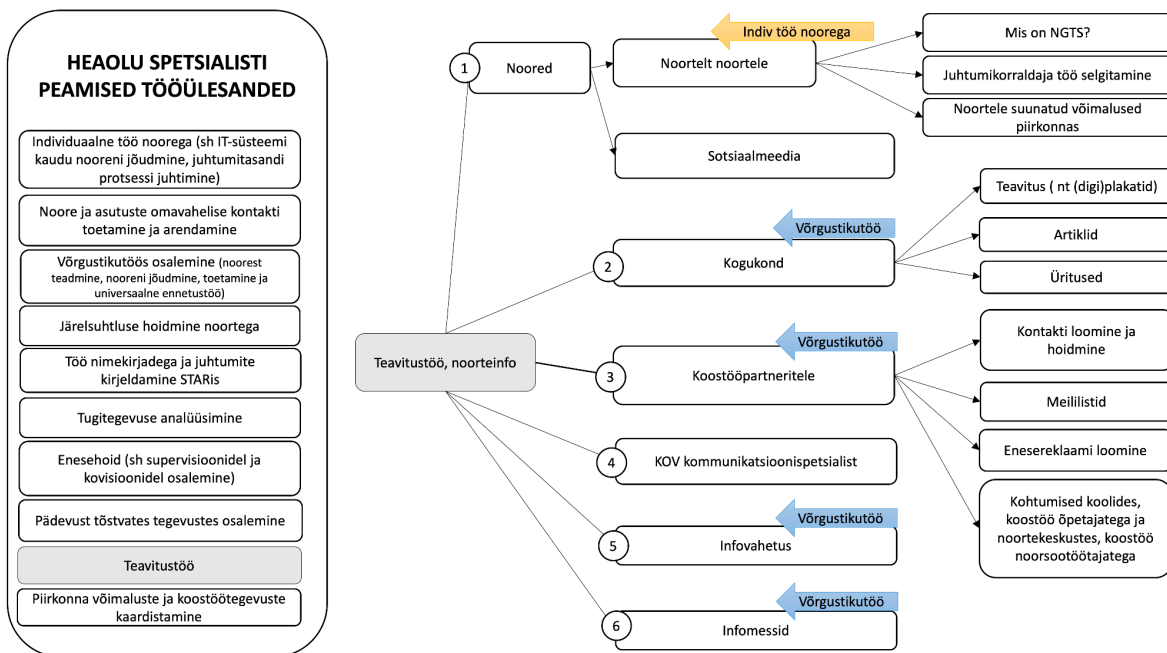 HEAOLU SPETSIALISTI
PEAMISED TÖÖÜLESANDED
Individuaalne töö noorega (sh IT-süsteemi
kaudu nooreni jõudmine, juhtumitasandi
protsessi juhtimine)
Noore ja asutuste omavahelise kontakti
toetamine ja arendamine
Võrgustikutöös osalemine (noorest
teadmine, nooreni jõudmine, toetamine ja
universaalne ennetustöö)
Järelsuhtluse hoidmine noortega
Töö nimekirjadega ja juhtumite
kirjeldamine STARis
Tugitegevuse analüüsimine
Enesehoid (sh supervisioonidel ja
kovisioonidel osalemine)
Pädevust tõstvates tegevustes osalemine
Teavitustöö
Piirkonna võimaluste ja koostöötegevuste
kaardistamine
Teavitustöö, noorteinfo
1
Noored
Indiv töö noorega
Noortelt noortele
Mis on NGTS?
Juhtumikorraldaja töö selgitamine
Noortele suunatud võimalused
piirkonnas
Sotsiaalmeedia
Võrgustikutöö
2
Kogukond
Teavitus ( nt (digi)plakatid)
Artiklid
Üritused
Võrgustikutöö
3
Koostööpartneritele
Kontakti loomine ja
hoidmine
Meililistid
Enesereklaami loomine
Kohtumised koolides,
koostöö õpetajatega ja
noortekeskustes, koostöö
noorsootöötajatega
4
KOV kommunikatsioonispetsialist
Võrgustikutöö
5
Infovahetus
Võrgustikutöö
6
Infomessid